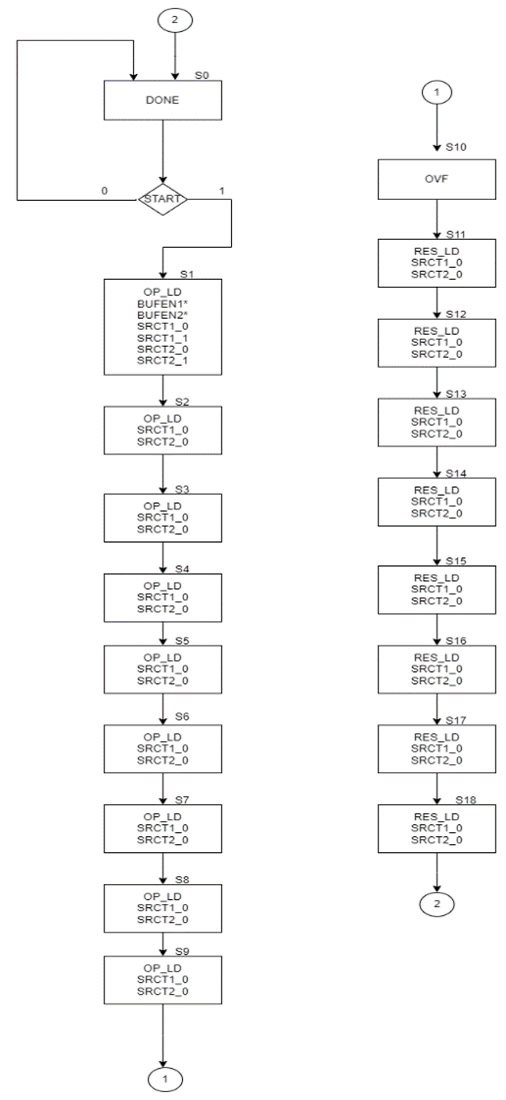 2
S0
DONE
0
START
1
S1
OP_LD
BUFEN1*
BUFEN2*
SRCT1_0
SRCT1_1
SRCT2_0
SRCT2_1
S2
OP_LD
SRCT1_0
SRCT2_0
S3
OP_LD
SRCT1_0
SRCT2_0
S4
OP_LD
SRCT1_0
SRCT2_0
S5
OP_LD
SRCT1_0
SRCT2_0
S6
OP_LD
SRCT1_0
SRCT2_0
S7
OP_LD
SRCT1_0
SRCT2_0
S8
OP_LD
SRCT1_0
SRCT2_0
S9
OP_LD
SRCT1_0
SRCT2_0
1
1
S10
OVF
S11
RES_LD
SRCT1_0
SRCT2_0
S12
RES_LD
SRCT1_0
SRCT2_0
S13
RES_LD
SRCT1_0
SRCT2_0
S14
RES_LD
SRCT1_0
SRCT2_0
S15
RES_LD
SRCT1_0
SRCT2_0
S16
RES_LD
SRCT1_0
SRCT2_0
S17
RES_LD
SRCT1_0
SRCT2_0
S18
RES_LD
SRCT1_0
SRCT2_0
2